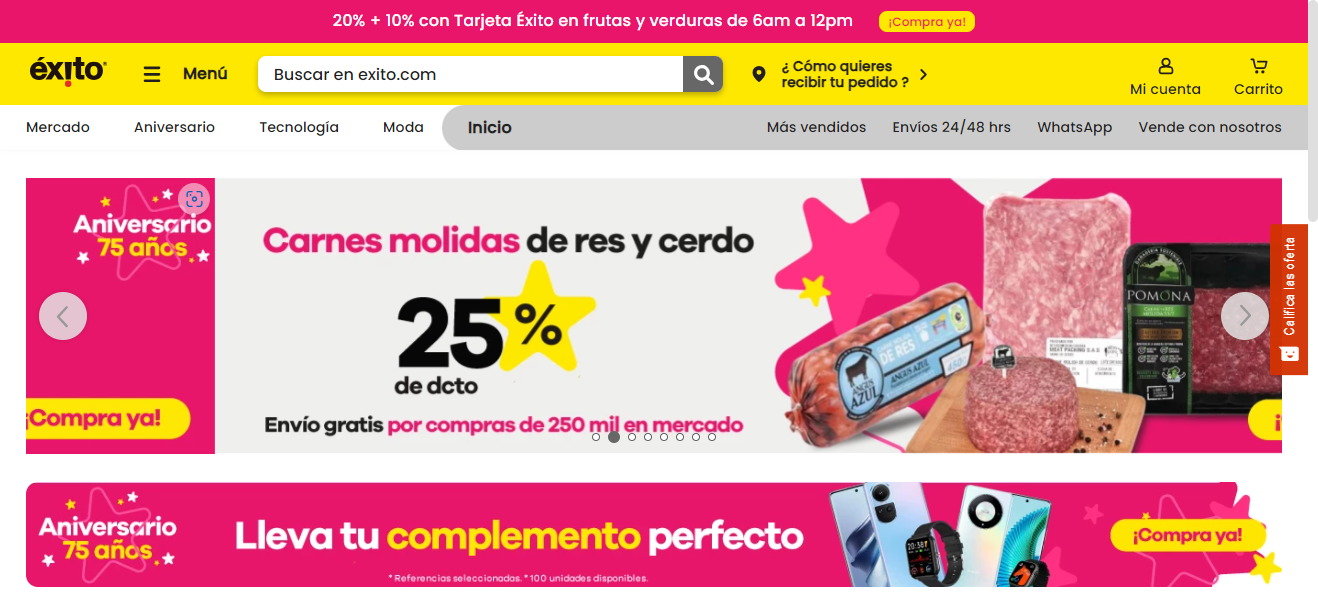 20% + 10% con Tarjeta Éxito en frutas y verduras de 6am a 12pm
¡Compra ya!
éxito
Menú
Buscar en exito.com
¿ Cómo quieres
recibir tu pedido ?
Mi cuenta
Carrito
Mercado
Aniversario
Tecnología
Moda
Inicio
Más vendidos
Envíos 24/48 hrs
WhatsApp
Vende con nosotros
Aniversario
75 años
¡Compra ya!
Carnes molidas de res y cerdo
25%
de dcto
Envío gratis por compras de 250 mil en mercado
DE RES
ANGUS
AZUL
ANGUS AZUL
POMONA
Califica las oferta
Aniversario
75 años
Lleva tu complemento perfecto
* Referencias seleccionadas. * 100 unidades disponibles.
20:38
¡Compra ya!